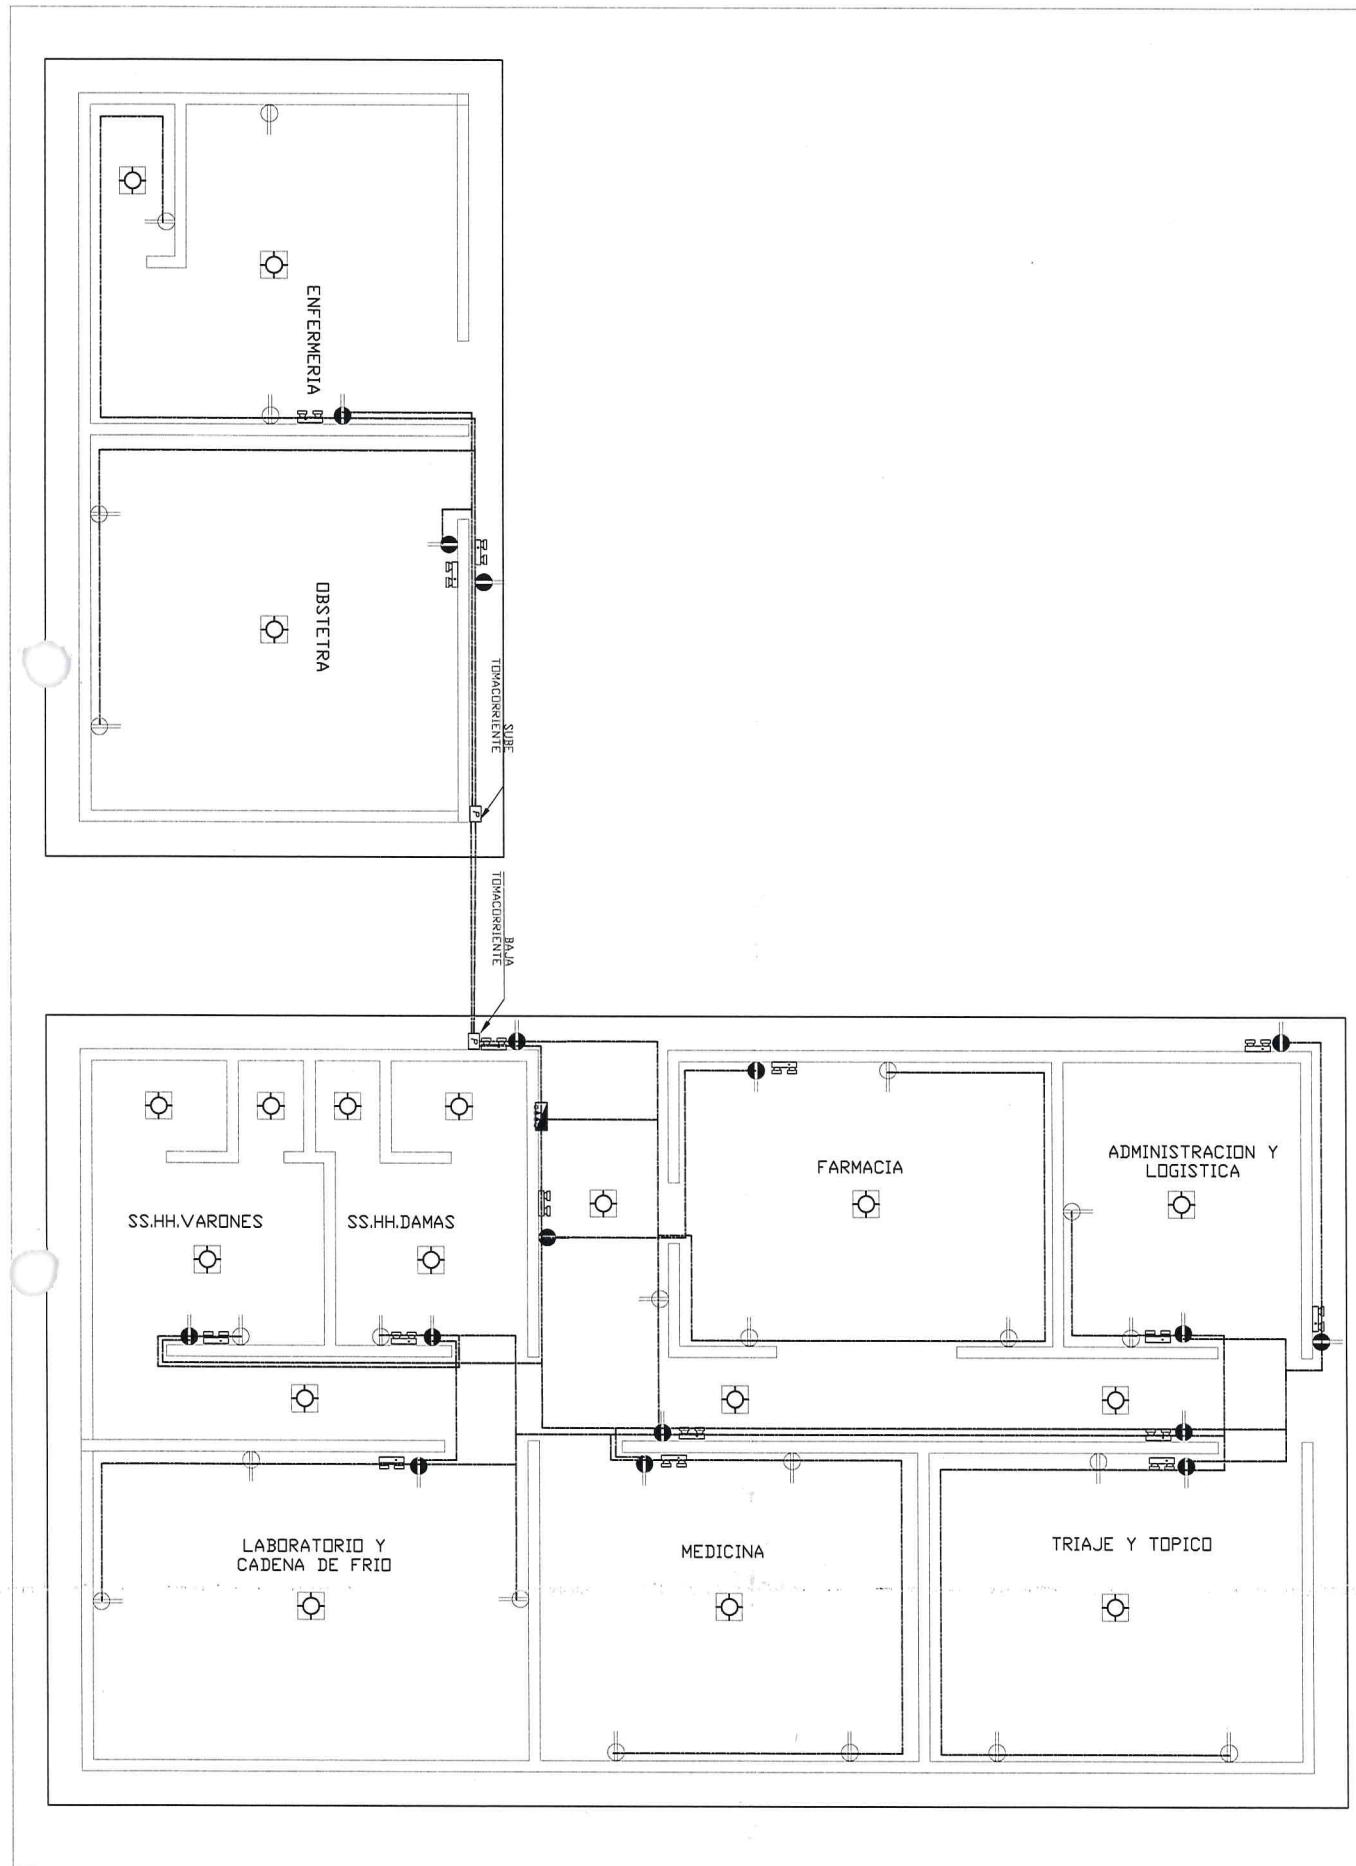 ENFERMERIA
OBSTETRA
SUBE
TOMACORRIENTE
BAJA
TOMACORRIENTE
P
P
FARMACIA
ADMINISTRACION Y
LOGISTICA
SS.HH.VARONES
SS.HH.DAMAS
LABORATORIO Y
CADENA DE FRIO
MEDICINA
TRIAJE Y TOPICO